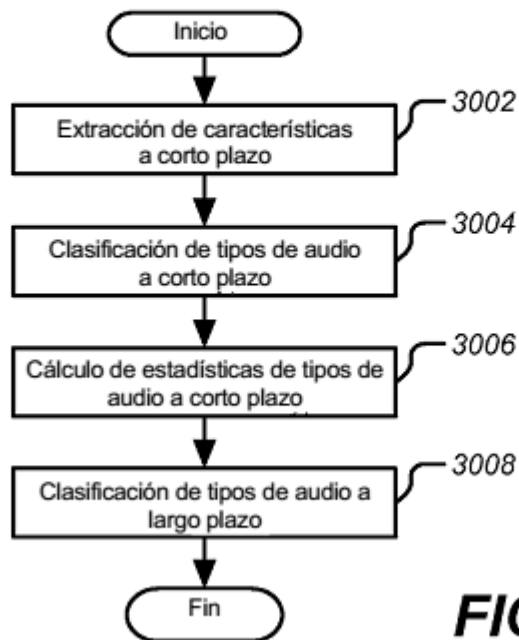 Inicio
Extracción de características
a corto plazo
3002
Clasificación de tipos de audio
a corto plazo
3004
Cálculo de estadísticas de tipos de
audio a corto plazo
3006
Clasificación de tipos de audio a
largo plazo
3008
Fin